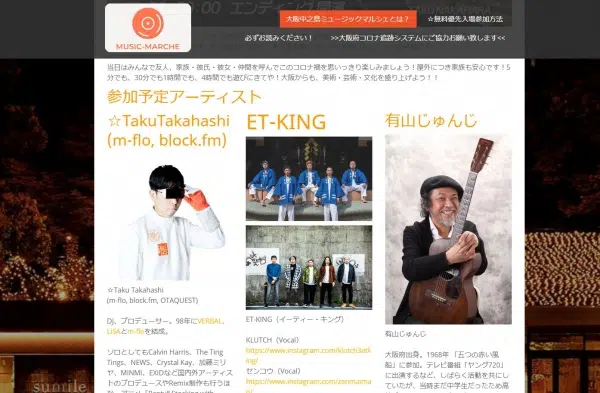 :00 エンディング
MUSIC-MARCHE
大阪中之島ミュージックマルシェとは?
☆無料優先入場参加方法
必ずお読みください!
>>大阪府コロナ追跡システムにご協力お願い致します<<
当日はみんなで友人、家族・彼氏・彼女・仲間を呼んでこのコロナ禍を思いっきり楽しみましょう!屋外につき家族も安心です!5
分でも、30分でも1時間でも、4時間でも遊びにきてや!大阪からも、美術・芸術・文化を盛り上げよう!!
参加予定アーティスト
☆TakuTakahashi
(m-flo, block.fm)
☆Taku Takahashi
(m-flo, block.fm, OTAQUEST)
DJ、プロデューサー。98年にVERBAL、
LISAとm-floを結成。
ソロとしてもCalvin Harris、The Ting
Tings、NEWS、Crystal Kay、加藤ミリ
ヤ、MINMI、EXIDなど国内外アーティス
トのプロデュースやRemix制作も行うほ
ET-KING
ET-KING(イーティー・キング)
KLUTCH(Vocal)
https://www.instagram.com/klutch3etk
ing/
センコウ(Vocal)
有山じゅんじ
有山じゅんじ
大阪府出身。1968年「五つの赤い風
船」に参加。テレビ番組「ヤング720」
に出演するなど、しばらく活動を共に
していたが、当時まだ中学生だったため高
suntile